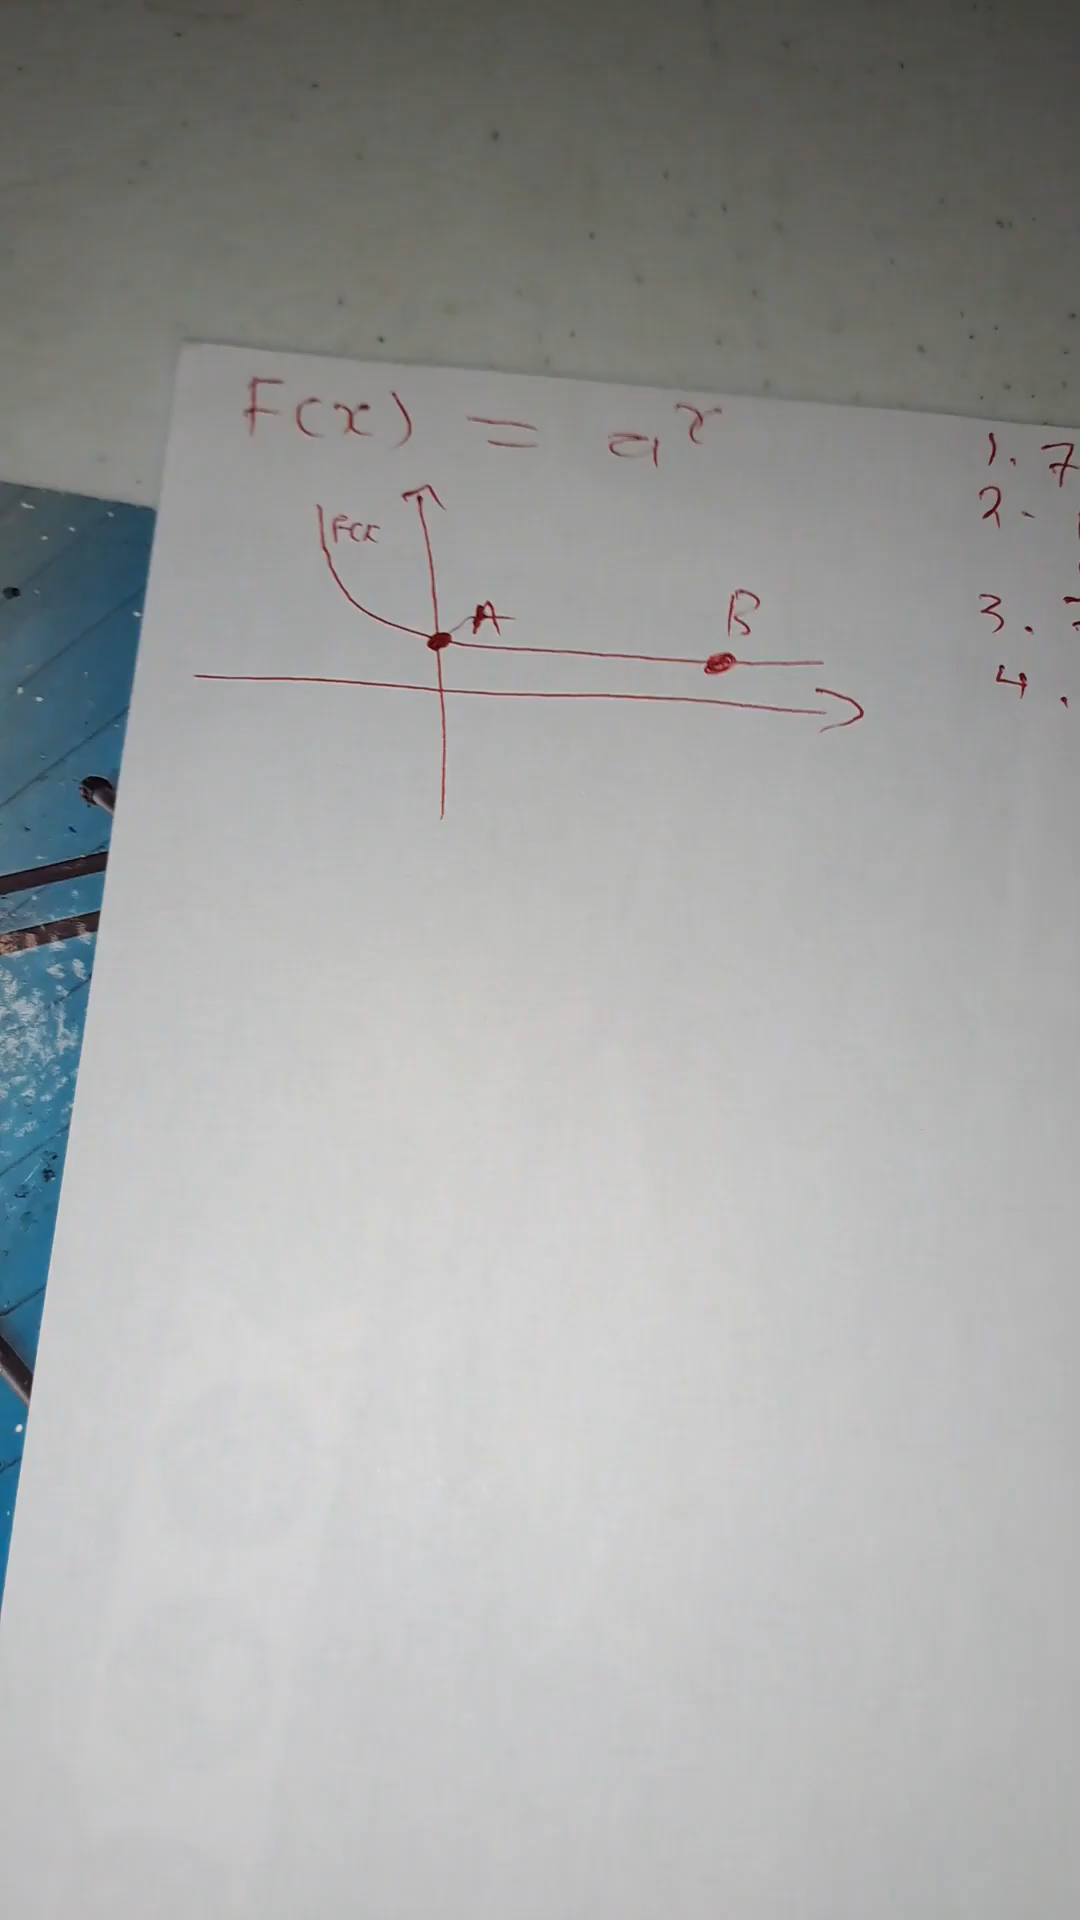 F(x) = a^x
F(x
A
B
1. 7
2.
3.
4.